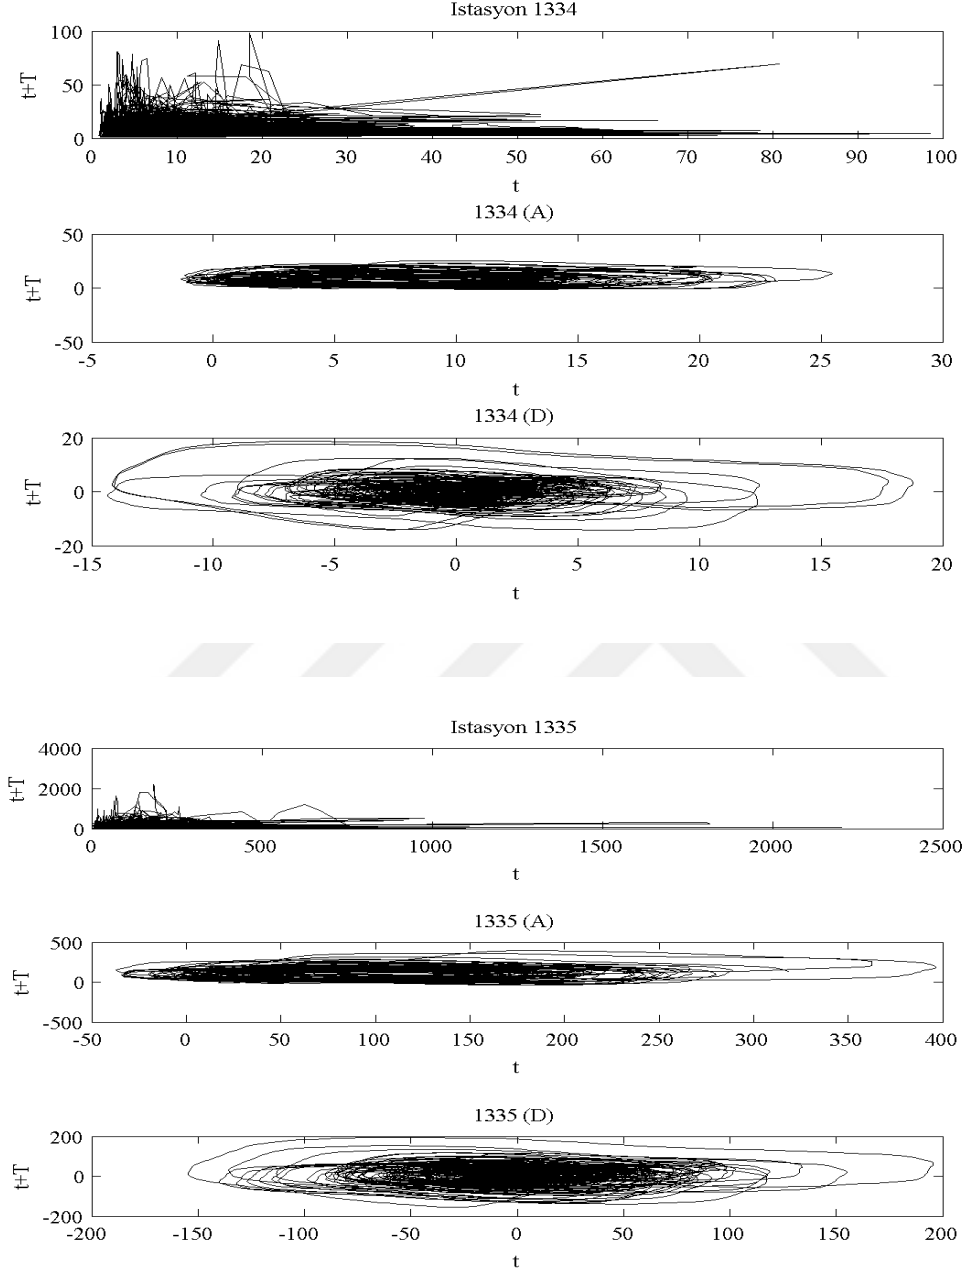 Istasyon 1334
100
50
0
t+T
0 10 20 30 40 50 60 70 80 90 100
t
1334 (A)
50
0
-50
t+T
-5 0 5 10 15 20 25 30
t
1334 (D)
20
0
-20
t+T
-15 -10 -5 0 5 10 15 20
t
Istasyon 1335
4000
2000
0
t+T
0 500 1000 1500 2000 2500
t
1335 (A)
500
0
-500
t+T
-50 0 50 100 150 200 250 300 350 400
t
1335 (D)
200
0
-200
t+T
-200 -150 -100 -50 0 50 100 150 200
t